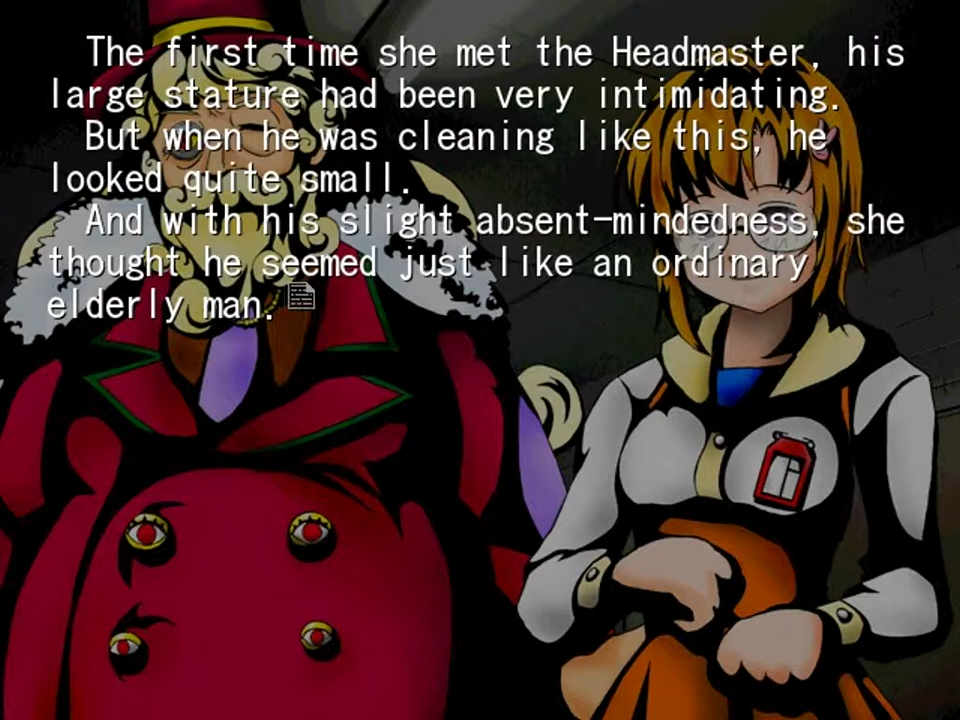 The first time she met the Headmaster, his
large stature had been very intimidating.
But when he was cleaning like this, he
looked quite small.
And with his slight absent-mindedness, she
thought he seemed just like an ordinary
elderly man.